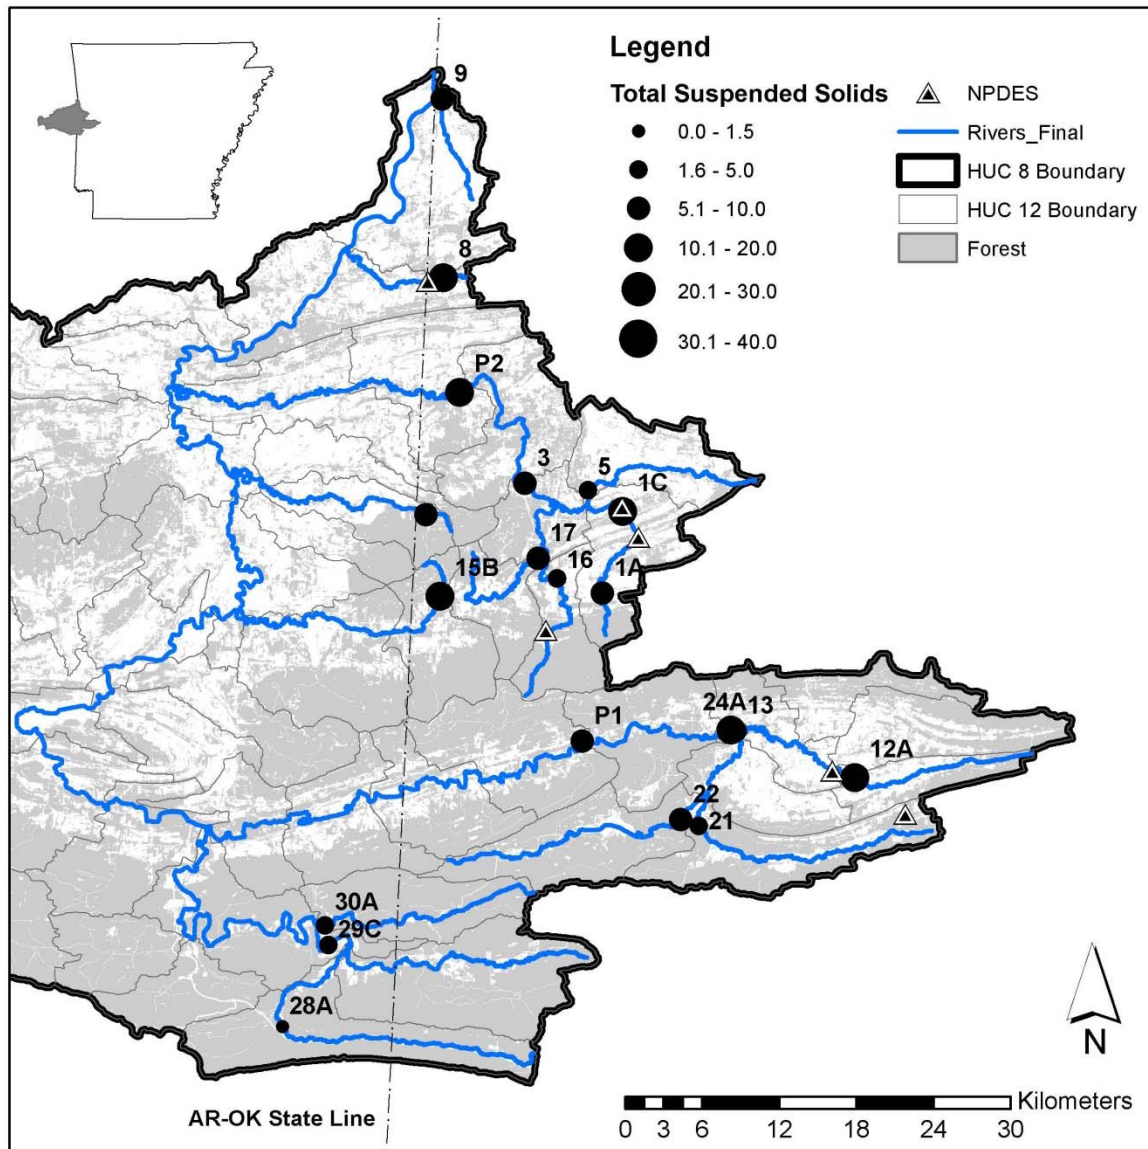 Legend
Total Suspended Solids
0.0 - 1.5
1.6 - 5.0
5.1 - 10.0
10.1 - 20.0
20.1 - 30.0
30.1 - 40.0
NPDES
Rivers_Final
HUC 8 Boundary
HUC 12 Boundary
Forest
9
8
P2
3
5
1C
17
16
1A
15B
P1
24A
13
12A
22
21
30A
29C
28A
AR-OK State Line
N
Kilometers
0 3 6 12 18 24 30